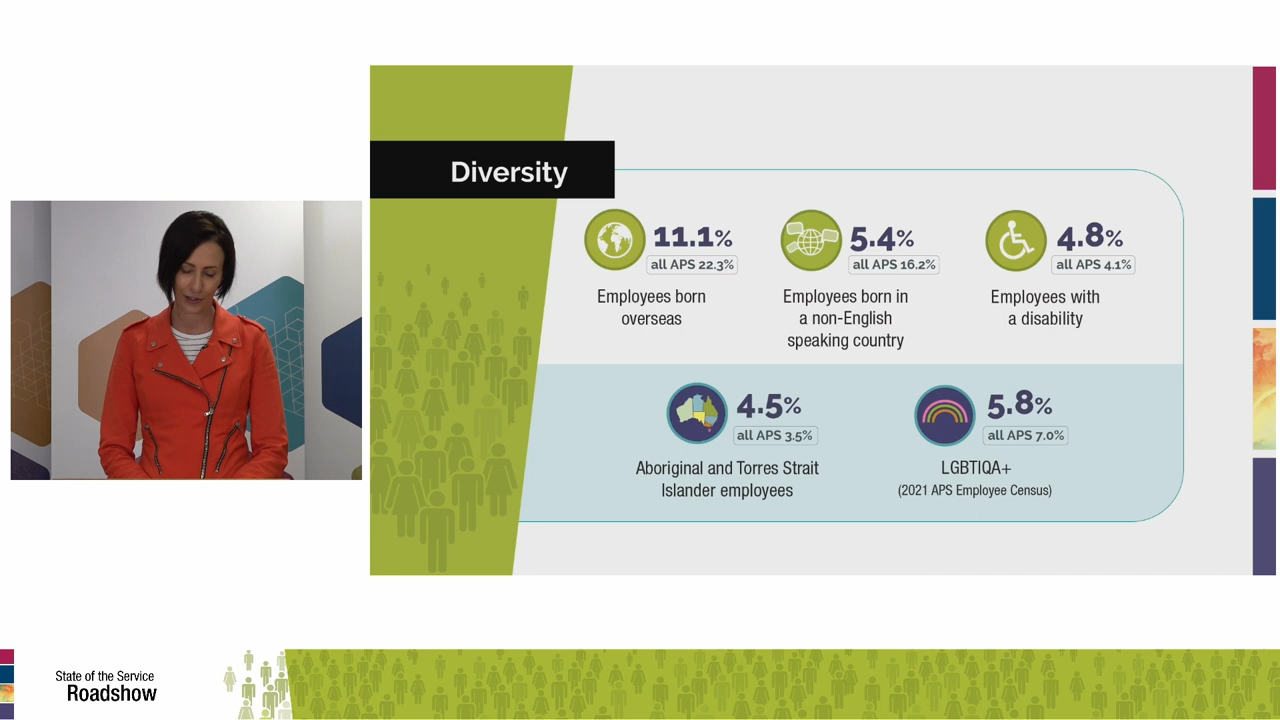 Diversity
11.1%
all APS 22.3%
Employees born
overseas
5.4%
all APS 16.2%
Employees born in
a non-English
speaking country
4.8%
all APS 4.1%
Employees with
a disability
4.5%
all APS 3.5%
Aboriginal and Torres Strait
Islander employees
5.8%
all APS 7.0%
LGBTIQA+
(2021 APS Employee Census)
State of the Service
Roadshow